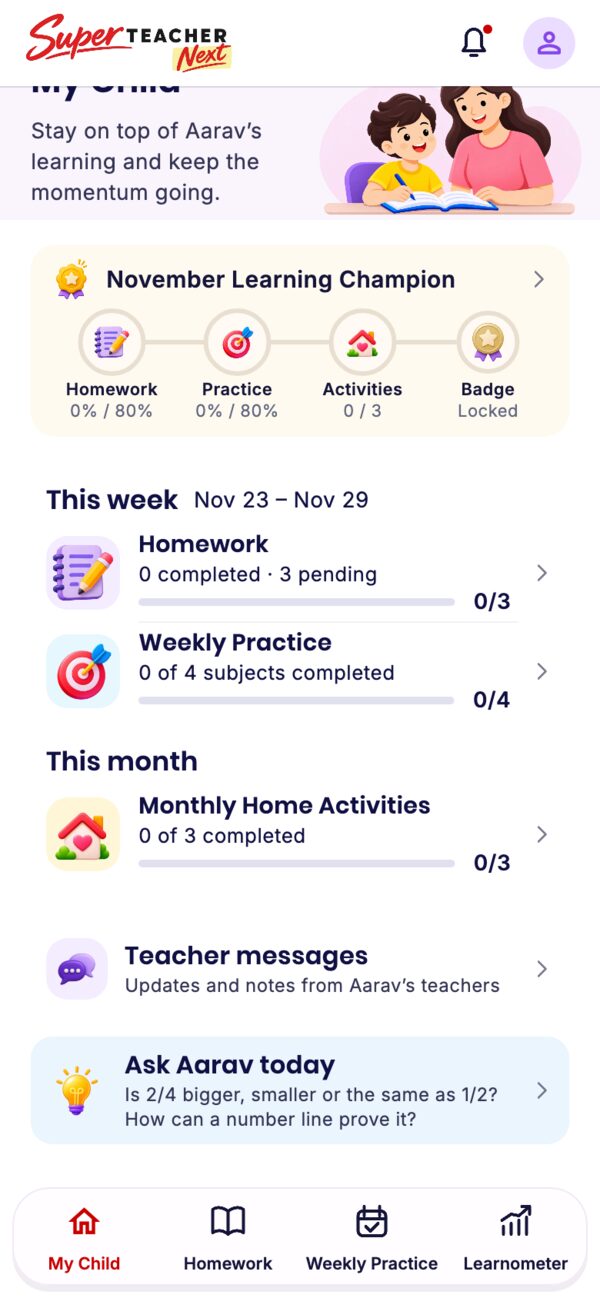 Super TEACHER
Next
My Child
Stay on top of Aarav’s
learning and keep the
momentum going.
November Learning Champion
Homework Practice Activities Badge
0% / 80% 0% / 80% 0 / 3 Locked
This week Nov 23 – Nov 29
Homework
0 completed · 3 pending
0/3
Weekly Practice
0 of 4 subjects completed
0/4
This month
Monthly Home Activities
0 of 3 completed
0/3
Teacher messages
Updates and notes from Aarav’s teachers
Ask Aarav today
Is 2/4 bigger, smaller or the same as 1/2?
How can a number line prove it?
My Child Homework Weekly Practice Learnometer